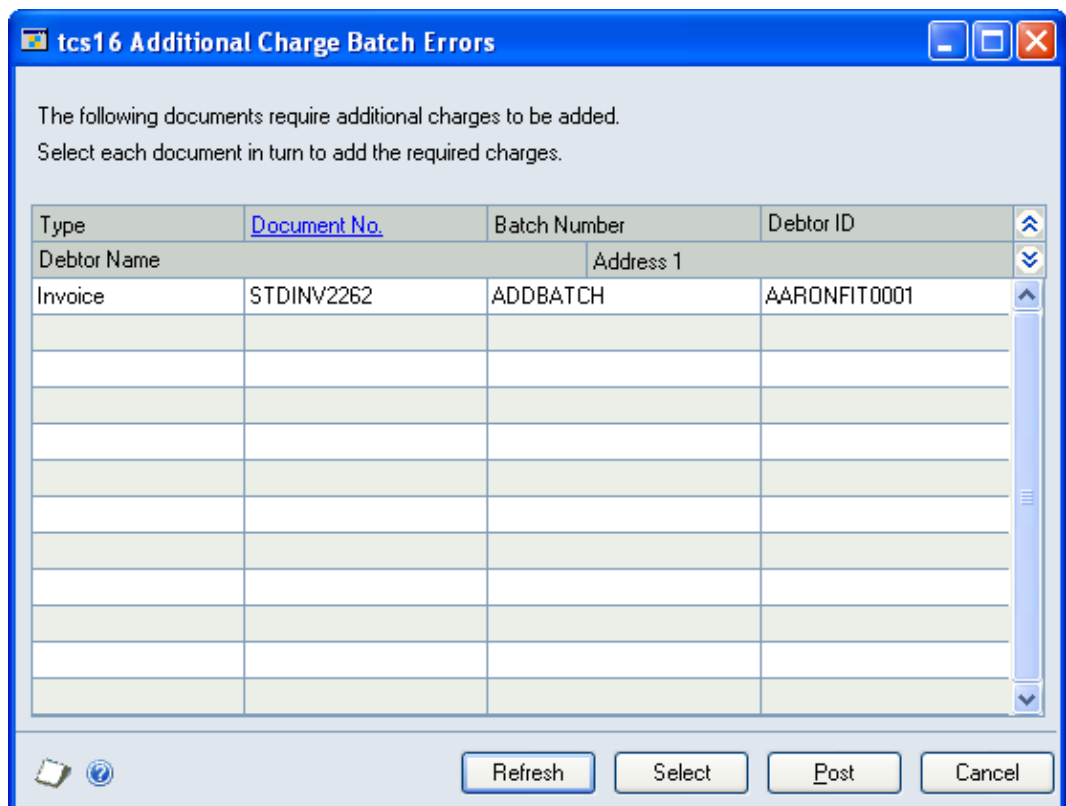 tcs16 Additional Charge Batch Errors
The following documents require additional charges to be added.
Select each document in turn to add the required charges.
Type Document No. Batch Number Debtor ID
Debtor Name Address 1
Invoice STDINV2262 ADDBATCH AARONFIT0001
Refresh Select Post Cancel